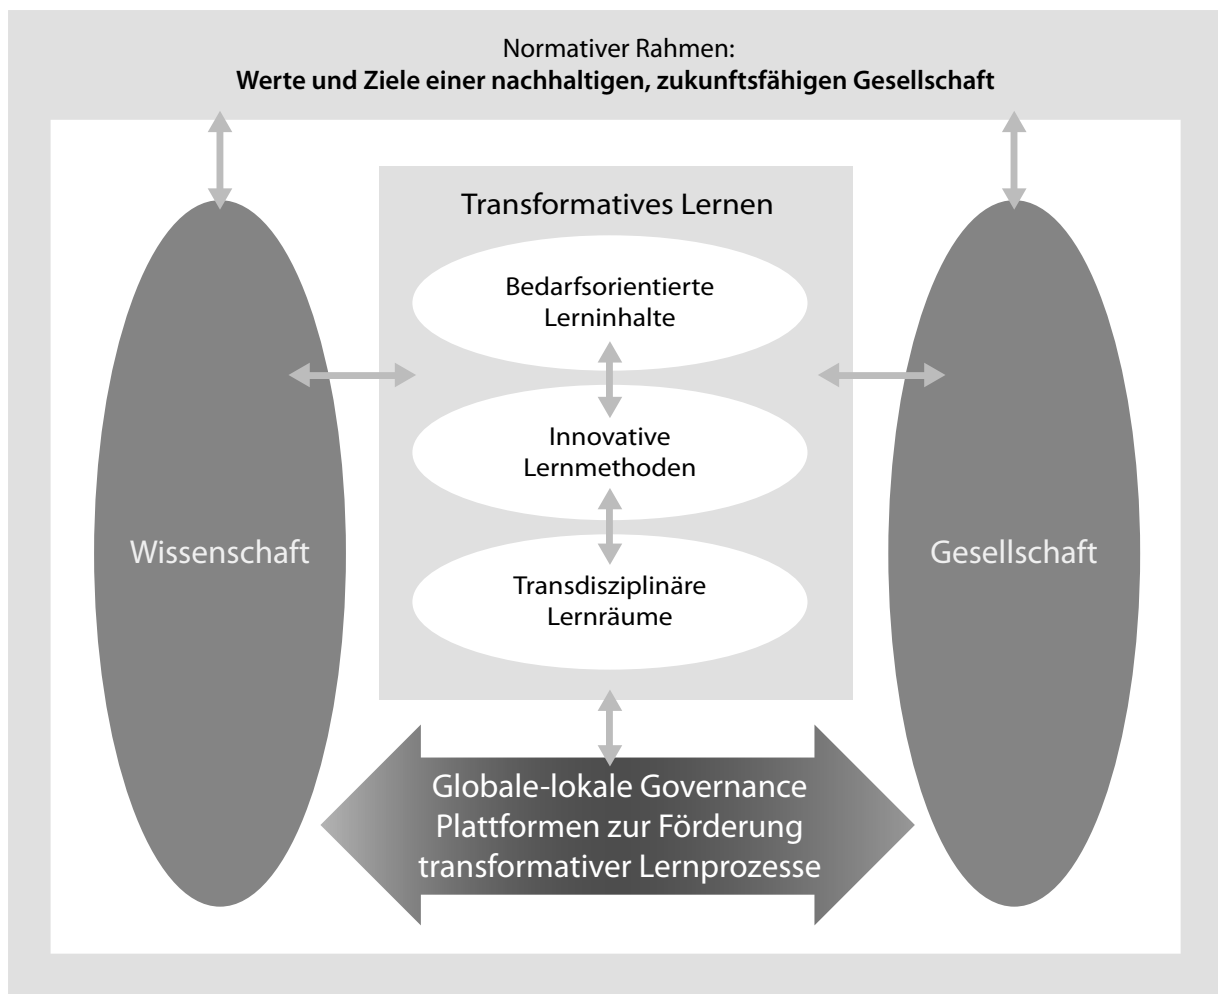 Normativer Rahmen:
Werte und Ziele einer nachhaltigen, zukunftsfähigen Gesellschaft
Transformatives Lernen
Bedarfsorientierte
Lerninhalte
Innovative
Lernmethoden
Wissenschaft
Gesellschaft
Transdisziplinäre
Lernräume
Globale-lokale Governance
Plattformen zur Förderung
transformativer Lernprozesse